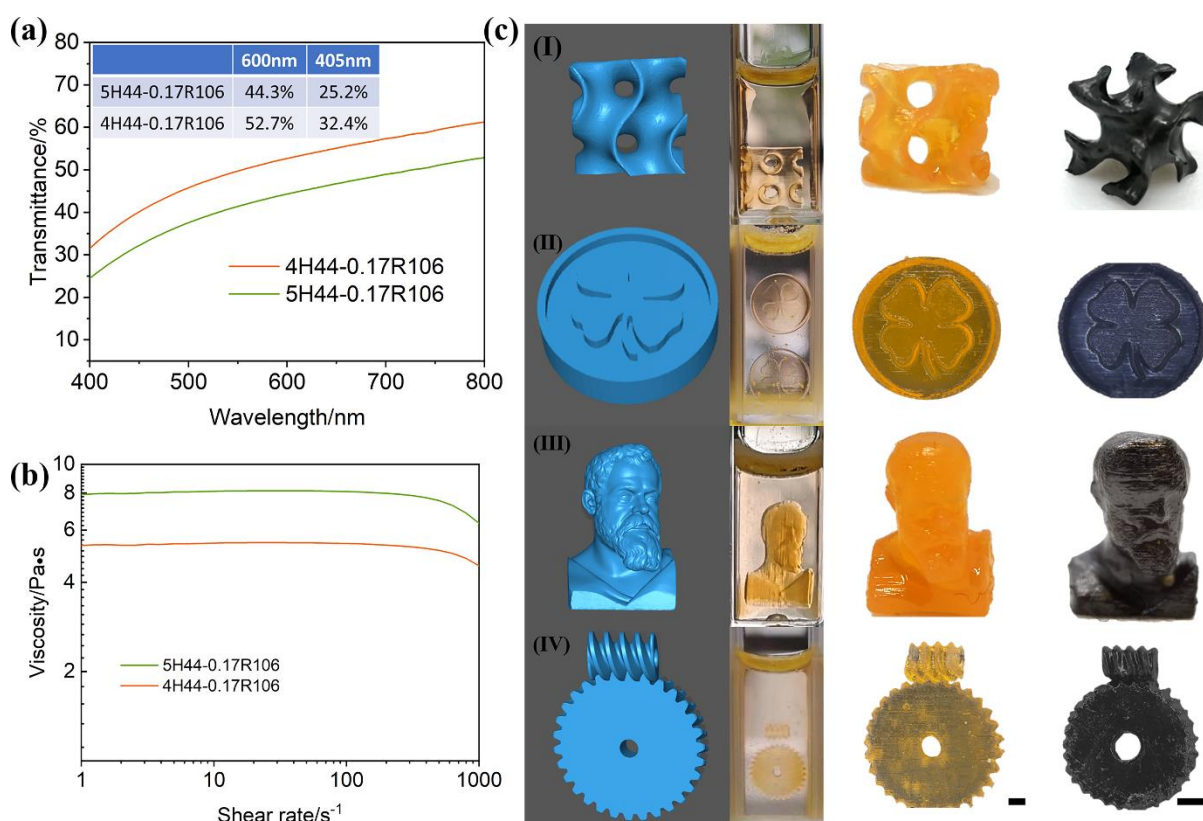 (a)
80
70
60
50
40
30
20
10
5
Transmittance/%
600nm 405nm
5H44-0.17R106 44.3% 25.2%
4H44-0.17R106 52.7% 32.4%
4H44-0.17R106
5H44-0.17R106
400 500 600 700 800
Wavelength/nm
(b)
10
8
6
4
2
Viscosity/Pa•s
5H44-0.17R106
4H44-0.17R106
1 10 100 1000
Shear rate/s-1
(c)
(I)
(II)
(III)
(IV)